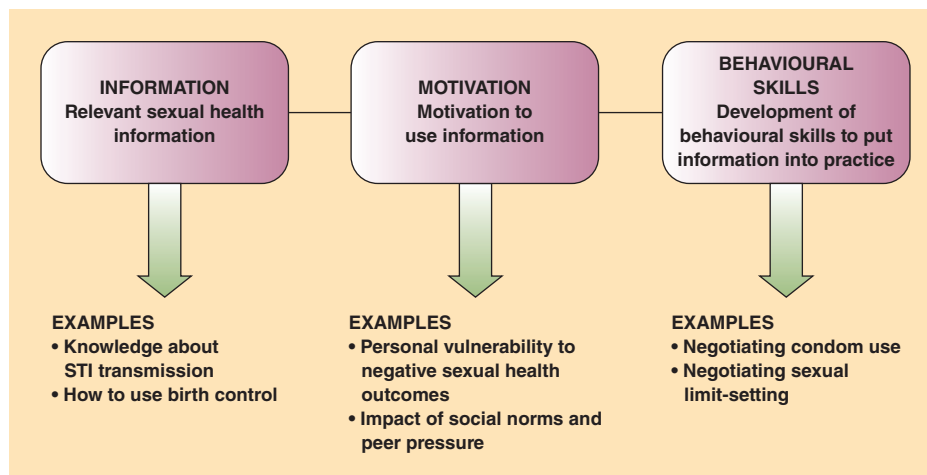 INFORMATION
Relevant sexual health
information
MOTIVATION
Motivation to
use information
BEHAVIOURAL
SKILLS
Development of
behavioural skills to put
information into practice
EXAMPLES
• Knowledge about
STI transmission
• How to use birth control
EXAMPLES
• Personal vulnerability to
negative sexual health
outcomes
• Impact of social norms and
peer pressure
EXAMPLES
• Negotiating condom use
• Negotiating sexual
limit-setting